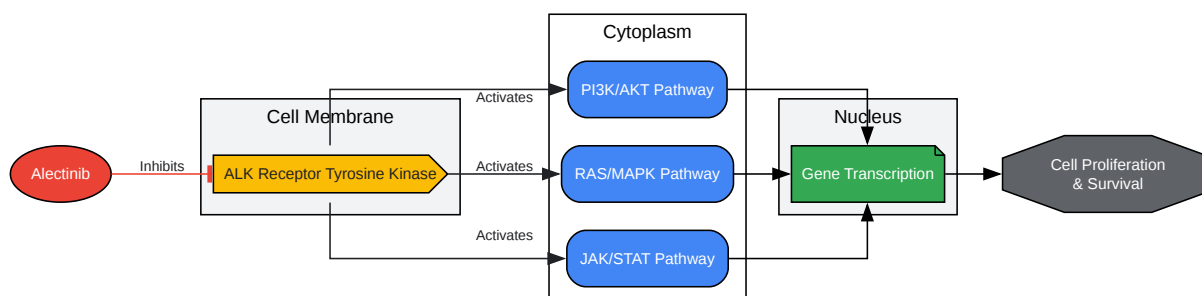 Cytoplasm
PI3K/AKT Pathway
Activates
Cell Membrane
Nucleus
Alectinib
Inhibits
ALK Receptor Tyrosine Kinase
Activates
RAS/MAPK Pathway
Gene Transcription
Cell Proliferation
& Survival
Activates
JAK/STAT Pathway